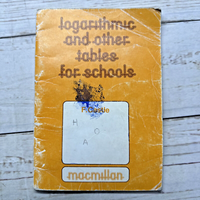 logarithmic
and other
tables
for schools
H
O
A
macmillan